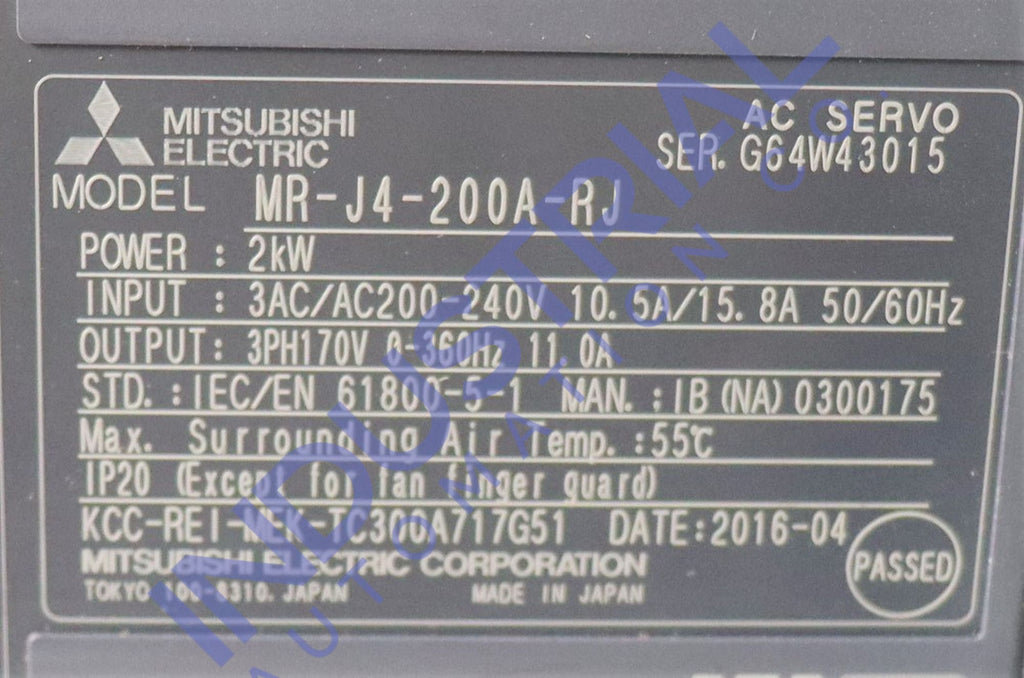 MITSUBISHI
ELECTRIC
AC SERVO
SER. G64W43015
MODEL MR-J4-200A-RJ
POWER : 2kW
INPUT : 3AC/AC200-240V 10.5A/15.8A 50/60Hz
OUTPUT: 3PH170V 0-360Hz 11.0A
STD. : IEC/EN 61800-5-1 MAN. : IB (NA) 0300175
Max. Surrounding Air Temp. :55℃
IP20 (Except for fan finger guard)
KCC-REI-MEK-TC300A717G51 DATE:2016-04
MITSUBISHI ELECTRIC CORPORATION
TOKYO 100-8310, JAPAN MADE IN JAPAN
PASSED
INDUSTRIAL
AUTOMATION